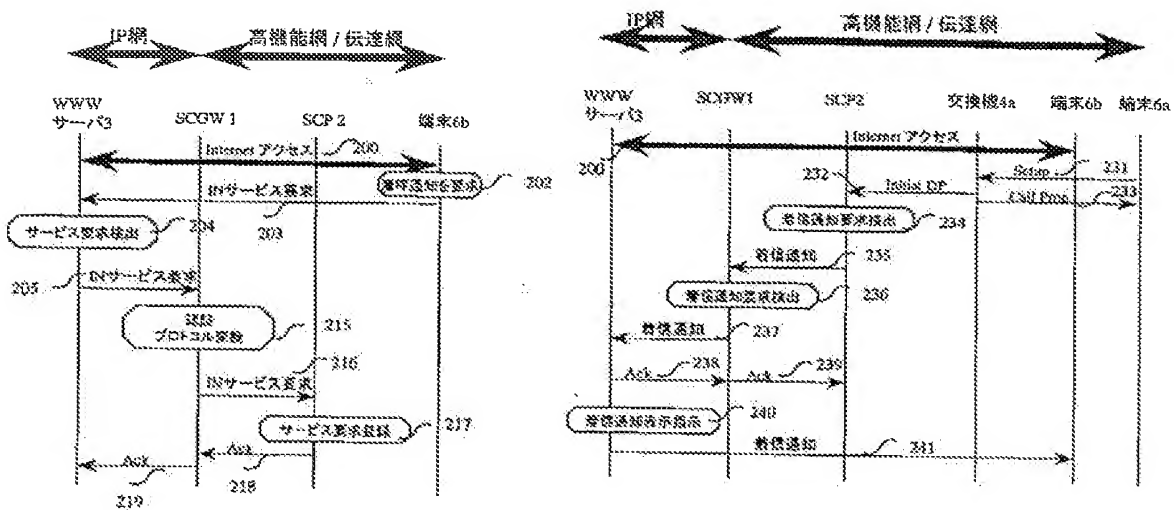 IP網
高機能網 / 伝達網
WWW
サーバ3
SCGW 1
SCP 2
端末6b
Internet アクセス
200
着呼通知を要求
202
INサービス要求
203
サービス要求検出
204
205
INサービス要求
認証
プロトコル変換
215
216
INサービス要求
サービス要求登録
217
Ack
Ack
218
219
IP網
高機能網 / 伝達網
WWW
サーバ3
SCGW1
SCP2
交換機4a
端末6b
端末6a
Internet アクセス
200
Setup
231
232
Initial DP
Call Proc
233
着信通知要求検出
234
着信通知
235
着信通知要求検出
236
着信通知
237
Ack
238
Ack
239
着信通知表示指示
240
着信通知
241